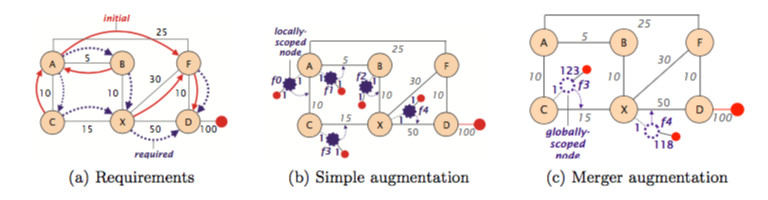 initial
25
A
5
B
F
10
10
30
10
C
15
X
50
D
100
required
(a) Requirements
locally-
scoped
node
25
A
5
B
F
f0
1
1
f1
1
f2
1
10
10
30
10
1
f4
C
15
X
50
D
100
f3
1
(b) Simple augmentation
25
A
5
B
F
10
123
1
f3
10
30
10
C
15
X
50
D
100
globally-
scoped
node
1
f4
118
(c) Merger augmentation